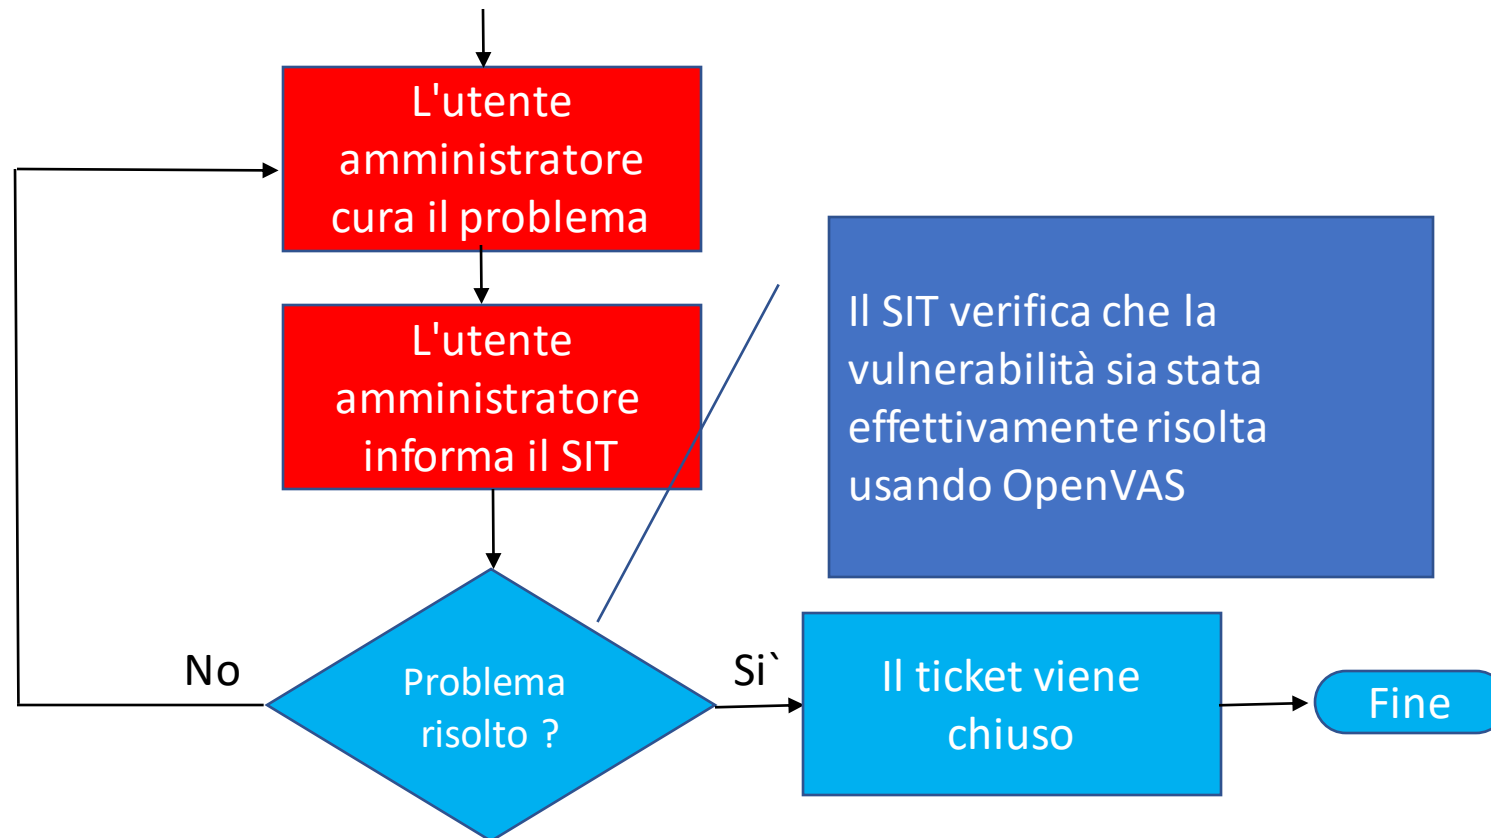 L'utente
amministratore
cura il problema
L'utente
amministratore
informa il SIT
Il SIT verifica che la
vulnerabilità sia stata
effettivamente risolta
usando OpenVAS
No
Problema
risolto ?
Si`
Il ticket viene
chiuso
Fine